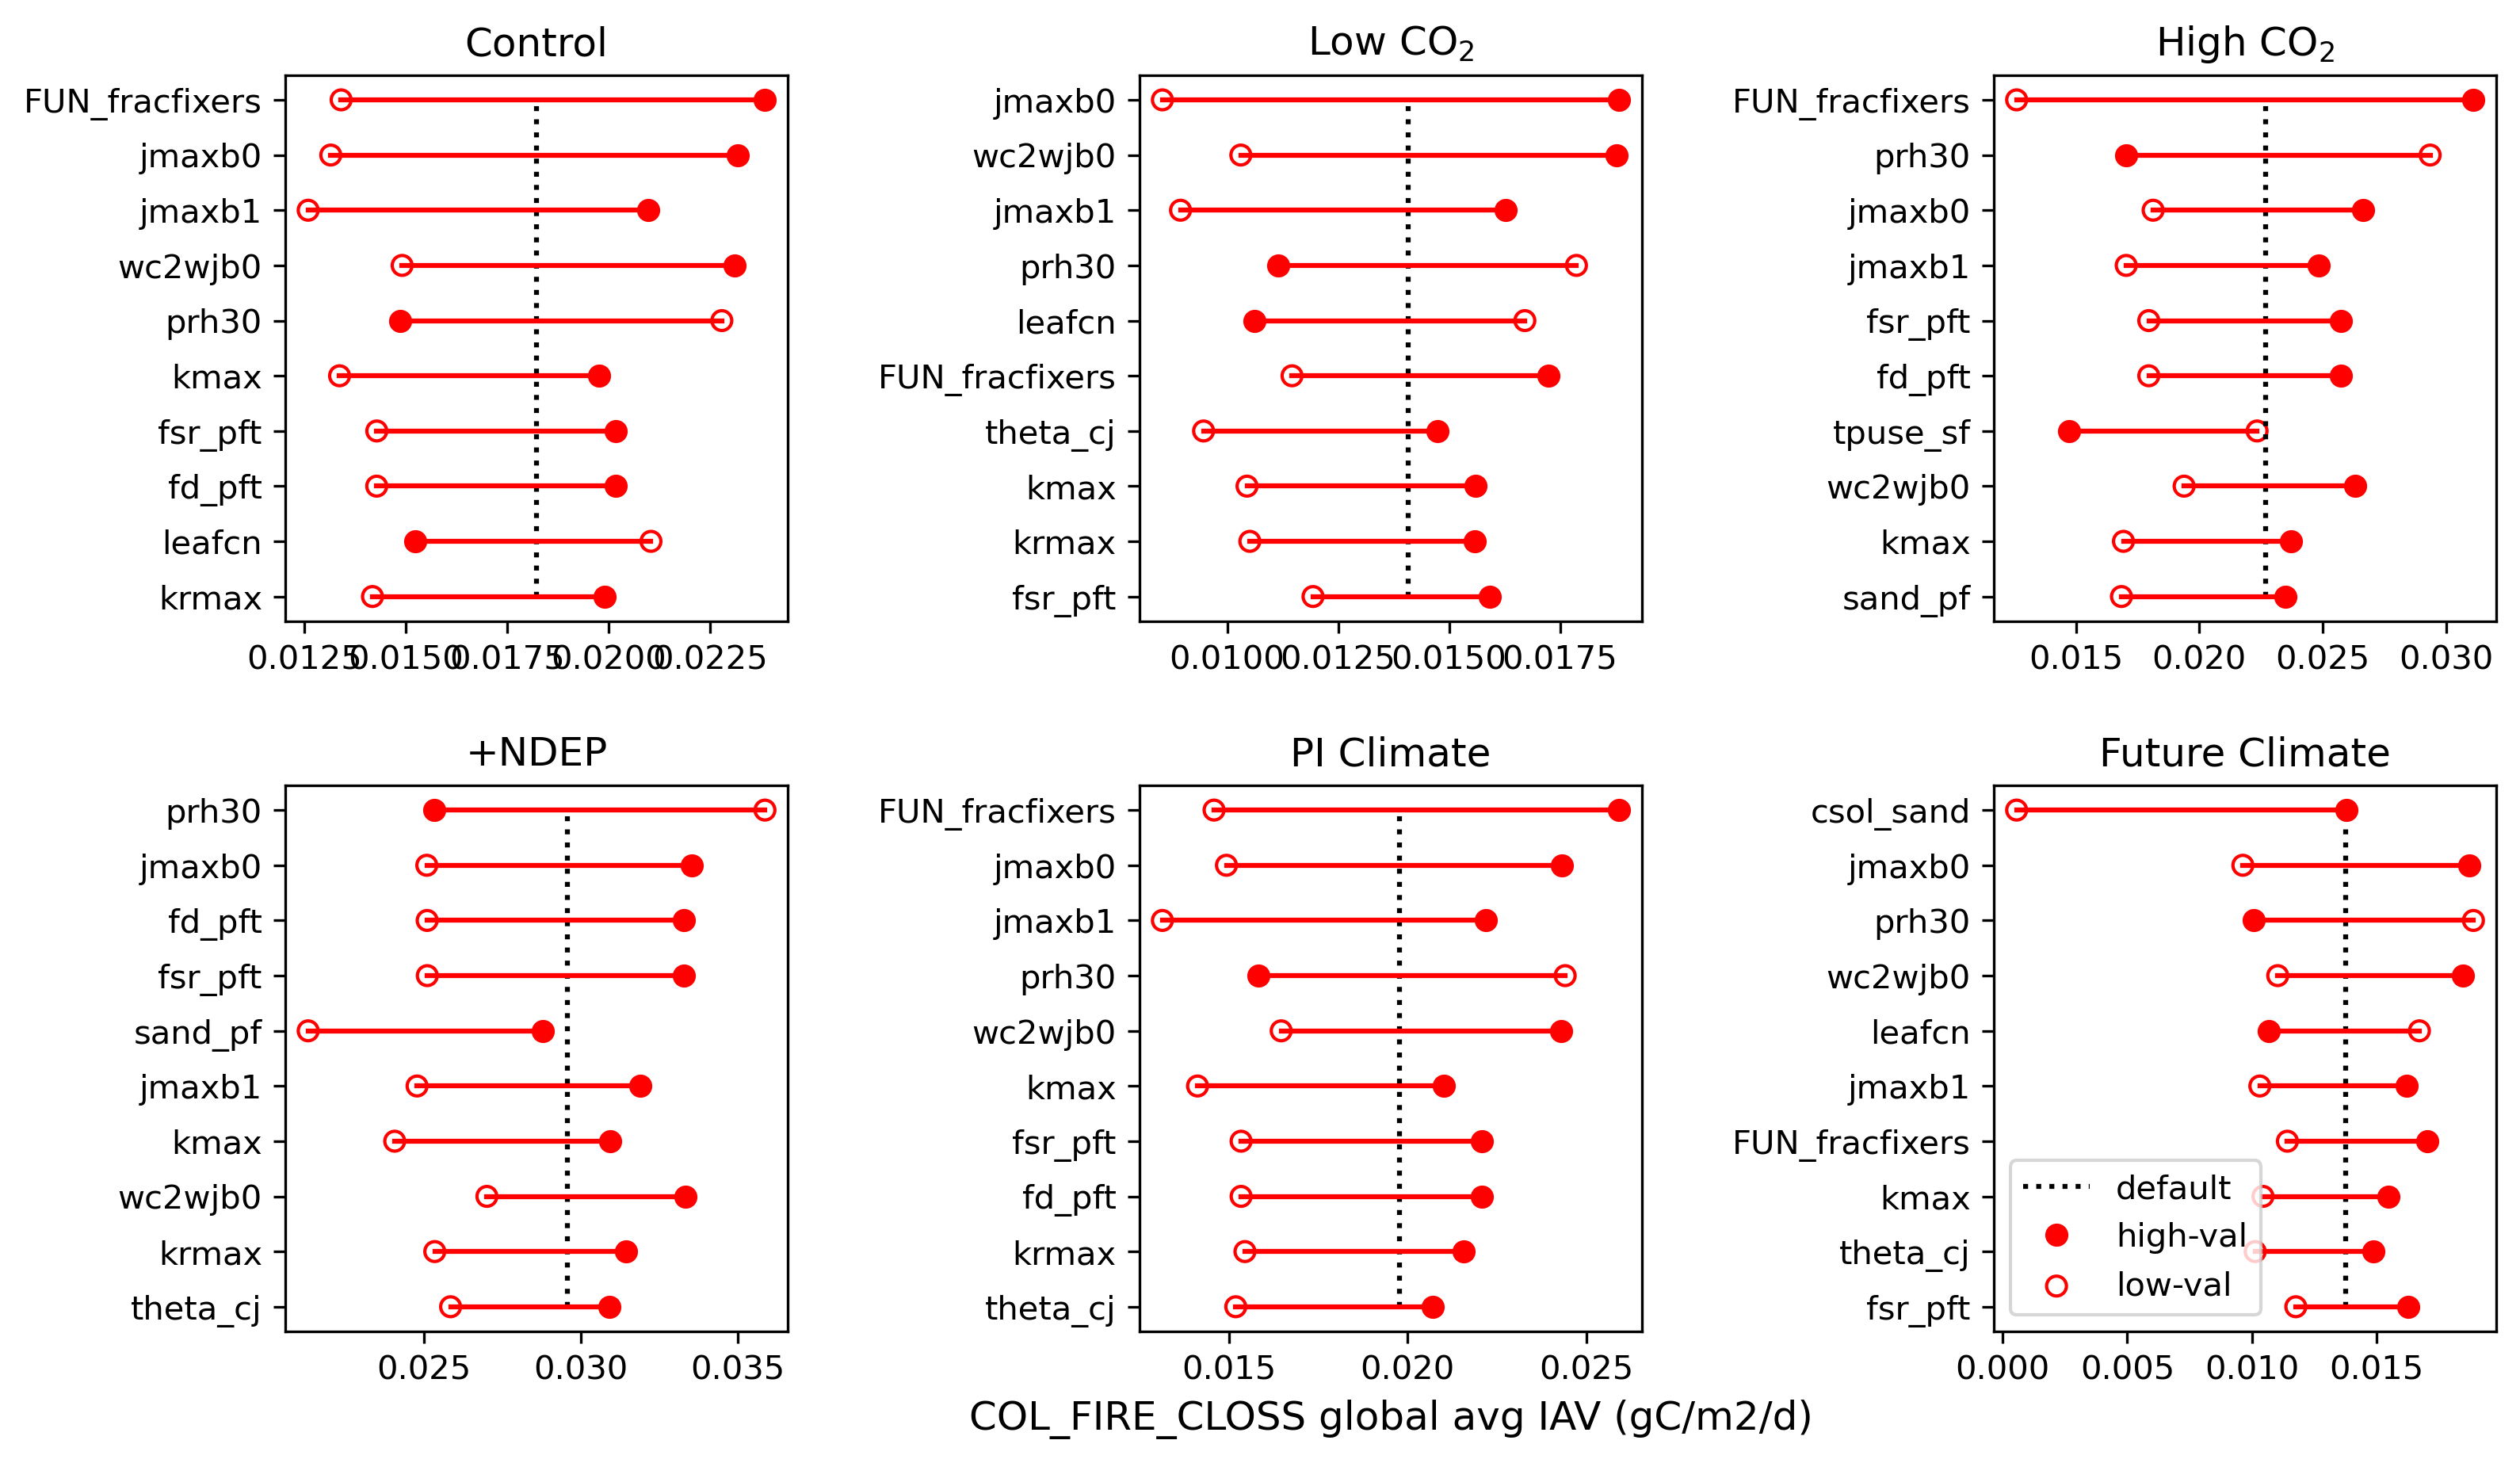 Control
FUN_fracfixers
jmaxb0
jmaxb1
wc2wjb0
prh30
kmax
fsr_pft
fd_pft
leafcn
krmax
0.0125 0.0150 0.0175 0.0200 0.0225
Low CO₂
jmaxb0
wc2wjb0
jmaxb1
prh30
leafcn
FUN_fracfixers
theta_cj
kmax
krmax
fsr_pft
0.0100 0.0125 0.0150 0.0175
High CO₂
FUN_fracfixers
prh30
jmaxb0
jmaxb1
fsr_pft
fd_pft
tpuse_sf
wc2wjb0
kmax
sand_pf
0.015 0.020 0.025 0.030
+NDEP
prh30
jmaxb0
fd_pft
fsr_pft
sand_pf
jmaxb1
kmax
wc2wjb0
krmax
theta_cj
0.025 0.030 0.035
PI Climate
FUN_fracfixers
jmaxb0
jmaxb1
prh30
wc2wjb0
kmax
fsr_pft
fd_pft
krmax
theta_cj
0.015 0.020 0.025
Future Climate
csol_sand
jmaxb0
prh30
wc2wjb0
leafcn
jmaxb1
FUN_fracfixers
kmax
theta_cj
fsr_pft
default
high-val
low-val
0.000 0.005 0.010 0.015
COL_FIRE_CLOSS global avg IAV (gC/m2/d)